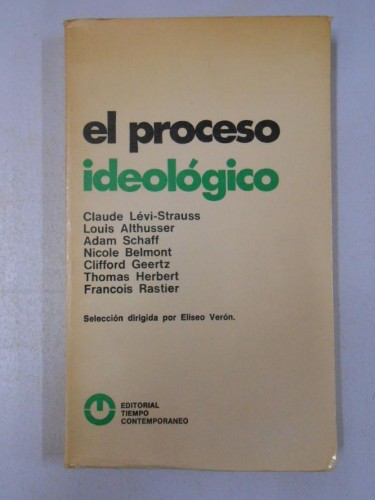 el proceso
ideológico
Claude Lévi-Strauss
Louis Althusser
Adam Schaff
Nicole Belmont
Clifford Geertz
Thomas Herbert
Francois Rastier
Selección dirigida por Eliseo Verón.
EDITORIAL
TIEMPO
CONTEMPORANEO